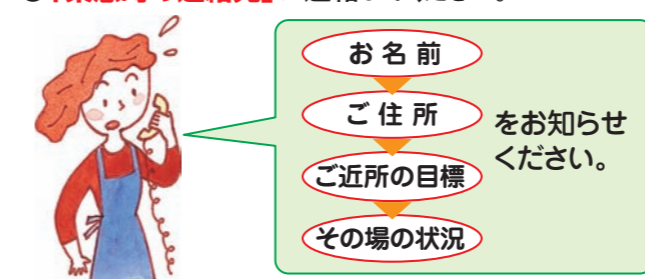 お名前
ご住所
ご近所の目標
その場の状況
をお知らせ
ください。